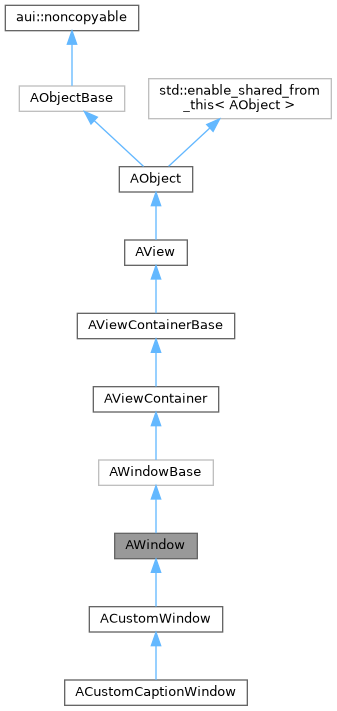 aui::noncopyable
AObjectBase
std::enable_shared_from
_this< AObject >
AObject
AView
AViewContainerBase
AViewContainer
AWindowBase
AWindow
ACustomWindow
ACustomCaptionWindow